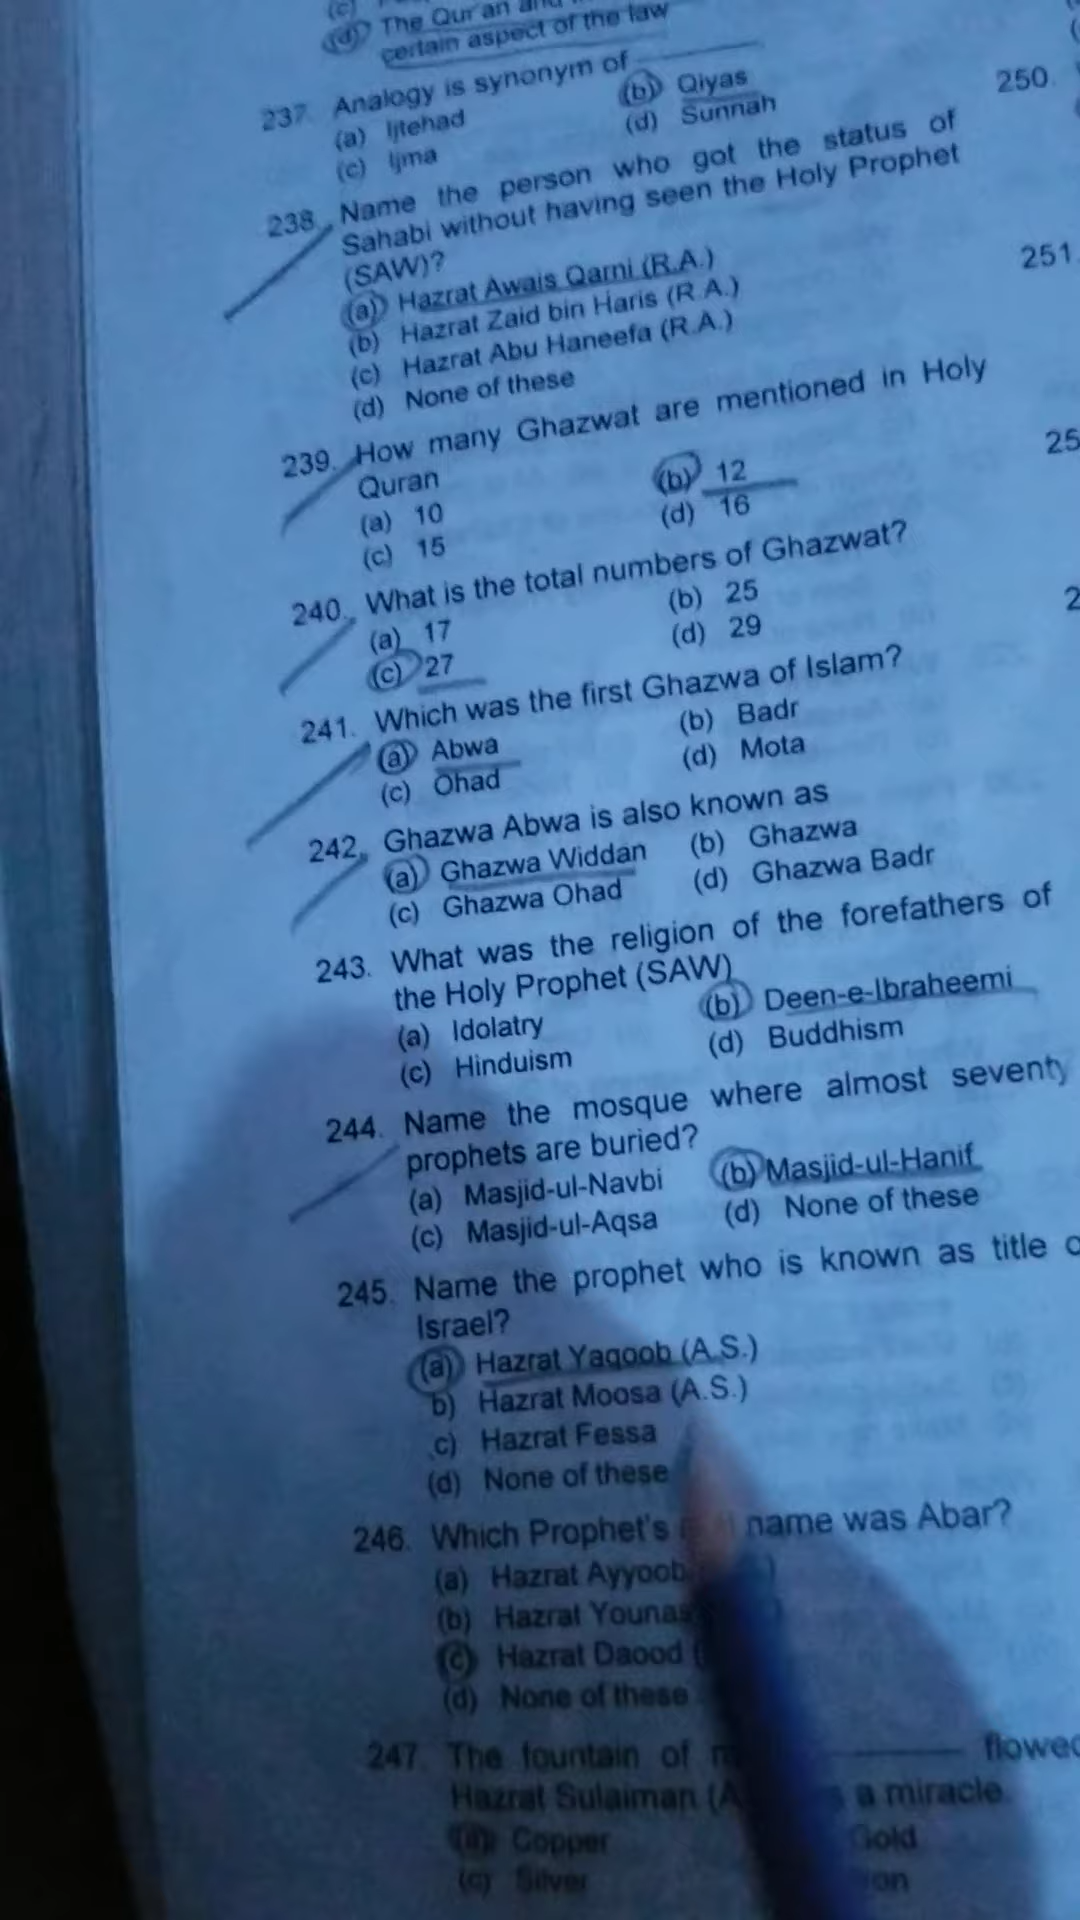 (c)
(d) The Qur'an and
certain aspect of the law
237. Analogy is synonym of ______
(a) Ijtehad (b) Qiyas
(c) Ijma (d) Sunnah
238. Name the person who got the status of
Sahabi without having seen the Holy Prophet
(SAW)?
(a) Hazrat Awais Qarni (R.A.)
(b) Hazrat Zaid bin Haris (R.A.)
(c) Hazrat Abu Haneefa (R.A.)
(d) None of these
239. How many Ghazwat are mentioned in Holy
Quran
(a) 10 (b) 12
(c) 15 (d) 16
240. What is the total numbers of Ghazwat?
(a) 17 (b) 25
(c) 27 (d) 29
241. Which was the first Ghazwa of Islam?
(a) Abwa (b) Badr
(c) Ohad (d) Mota
242. Ghazwa Abwa is also known as
(a) Ghazwa Widdan (b) Ghazwa
(c) Ghazwa Ohad (d) Ghazwa Badr
243. What was the religion of the forefathers of
the Holy Prophet (SAW)
(a) Idolatry (b) Deen-e-Ibraheemi
(c) Hinduism (d) Buddhism
244. Name the mosque where almost seventy
prophets are buried?
(a) Masjid-ul-Navbi (b) Masjid-ul-Hanif
(c) Masjid-ul-Aqsa (d) None of these
245. Name the prophet who is known as title
Israel?
(a) Hazrat Yaqoob (A.S.)
b) Hazrat Moosa (A.S.)
c) Hazrat Fessa
(d) None of these
246. Which Prophet's name was Abar?
(a) Hazrat Ayyoob
(b) Hazrat Younas
(c) Hazrat Daood
(d) None of these
247. The fountain of ______ flowed
Hazrat Sulaiman a miracle.
(a) Copper Gold
(c) Silver
250.
251.
25
2